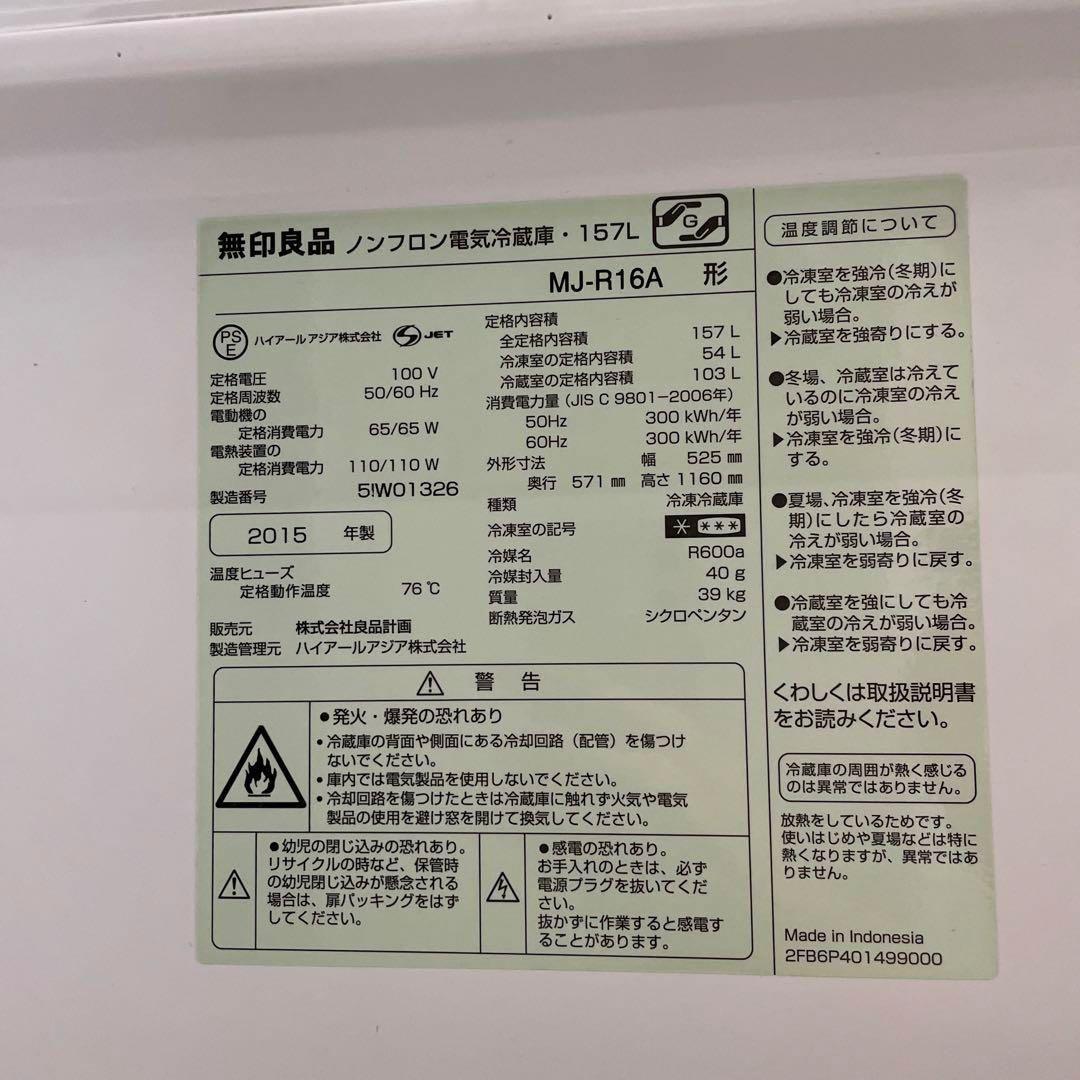 無印良品 ノンフロン電気冷蔵庫・157L G
MJ-R16A 形
PS
E
ハイアールアジア株式会社 JET
定格電圧 100 V
定格周波数 50/60 Hz
電動機の
定格消費電力 65/65 W
電熱装置の
定格消費電力 110/110 W
製造番号 5IW01326
2015 年製
温度ヒューズ
定格動作温度 76 ℃
販売元 株式会社良品計画
製造管理元 ハイアールアジア株式会社
定格内容積
全定格内容積 157 L
冷凍室の定格内容積 54 L
冷蔵室の定格内容積 103 L
消費電力量 (JIS C 9801-2006年)
50Hz 300 kWh/年
60Hz 300 kWh/年
外形寸法 幅 525 ㎜
奥行 571 ㎜ 高さ 1160 ㎜
種類 冷凍冷蔵庫
冷凍室の記号 * ***
冷媒名 R600a
冷媒封入量 40 g
質量 39 kg
断熱発泡ガス シクロペンタン
⚠ 警 告
●発火・爆発の恐れあり
・冷蔵庫の背面や側面にある冷却回路（配管）を傷つけ
ないでください。
・庫内では電気製品を使用しないでください。
・冷却回路を傷つけたときは冷蔵庫に触れず火気や電気
製品の使用を避け窓を開けて換気してください。
●幼児の閉じ込みの恐れあり。
リサイクルの時など、保管時
の幼児閉じ込みが懸念される
場合は、扉パッキングをはず
してください。
●感電の恐れあり。
お手入れのときは、必ず
電源プラグを抜いてくだ
さい。
抜かずに作業すると感電す
ることがあります。
温度調節について
●冷凍室を強冷(冬期)に
しても冷凍室の冷えが
弱い場合。
▶冷蔵室を強寄りにする。
●冬場、冷蔵室は冷えて
いるのに冷凍室の冷え
が弱い場合。
▶冷凍室を強冷(冬期)に
する。
●夏場、冷凍室を強冷(冬
期)にしたら冷蔵室の
冷えが弱い場合。
▶冷凍室を弱寄りに戻す。
●冷蔵室を強にしても冷
蔵室の冷えが弱い場合。
▶冷凍室を弱寄りに戻す。
くわしくは取扱説明書
をお読みください。
冷蔵庫の周囲が熱く感じる
のは異常ではありません。
放熱をしているためです。
使いはじめや夏場などは特に
熱くなりますが、異常ではあ
りません。
Made in Indonesia
2FB6P401499000